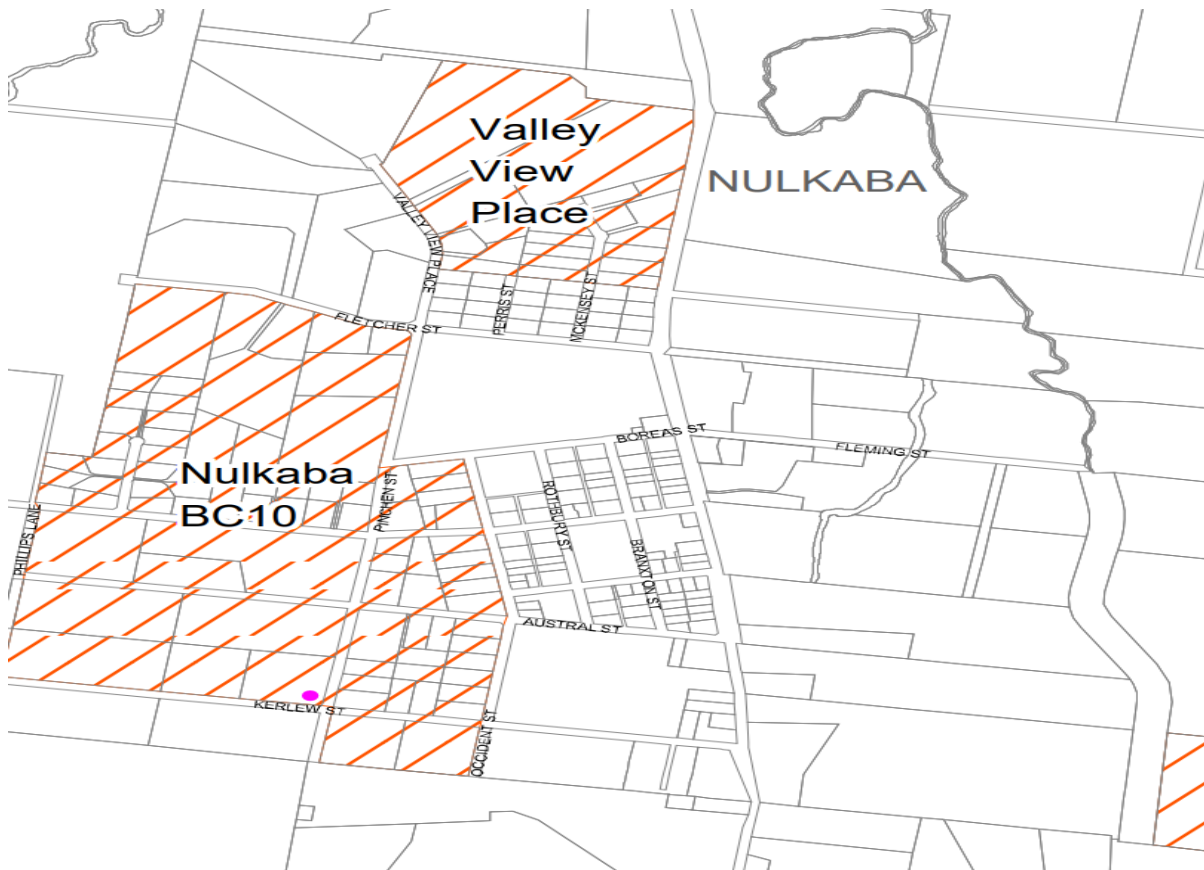 Valley
View
Place
NULKABA
VALLEY VIEW PLACE
PERRIS ST
MCKENSEY ST
FLETCHER ST
BOREAS ST
FLEMING ST
Nulkaba
BC10
PINCHEN ST
ROTHBURY ST
PHILLIPS LANE
BRANXTON ST
AUSTRAL ST
KERLEW ST
OCCIDENT ST